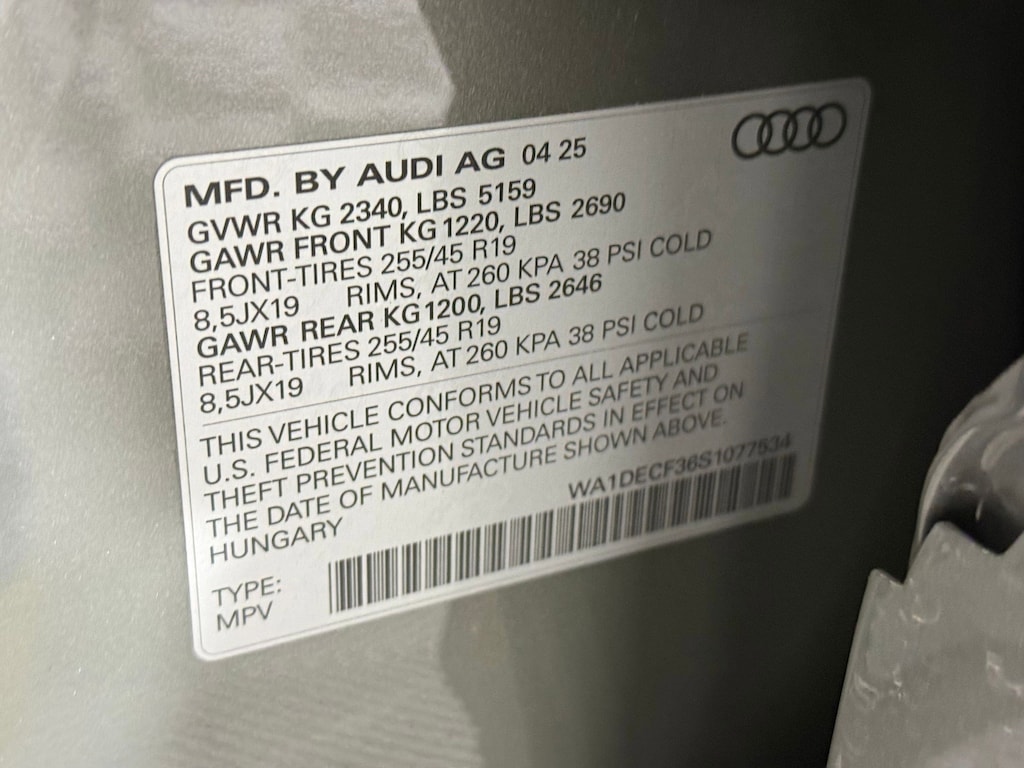 MFD. BY AUDI AG 04 25
GVWR KG 2340, LBS 5159
GAWR FRONT KG 1220, LBS 2690
FRONT-TIRES 255/45 R19
8,5JX19 RIMS, AT 260 KPA 38 PSI COLD
GAWR REAR KG 1200, LBS 2646
REAR-TIRES 255/45 R19
8,5JX19 RIMS, AT 260 KPA 38 PSI COLD
THIS VEHICLE CONFORMS TO ALL APPLICABLE
U.S. FEDERAL MOTOR VEHICLE SAFETY AND
THEFT PREVENTION STANDARDS IN EFFECT ON
THE DATE OF MANUFACTURE SHOWN ABOVE.
HUNGARY WA1DECF36S1077534
TYPE:
MPV